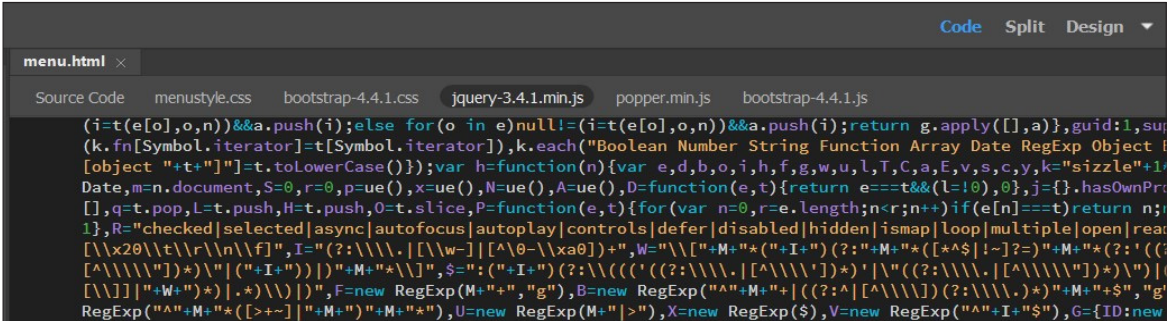 Code Split Design
menu.html ×
Source Code menustyle.css bootstrap-4.4.1.css jquery-3.4.1.min.js popper.min.js bootstrap-4.4.1.js
(i=t(e[o],o,n))&&a.push(i);else for(o in e)null!=(i=t(e[o],o,n))&&a.push(i);return g.apply([],a)},guid:1,sup
(k.fn[Symbol.iterator]=t[Symbol.iterator]),k.each("Boolean Number String Function Array Date RegExp Object E
[object "+t+"]"]=t.toLowerCase()});var h=function(n){var e,d,b,o,i,h,f,g,w,u,l,T,C,a,E,v,s,c,y,k="sizzle"+1*
Date,m=n.document,S=0,r=0,p=ue(),x=ue(),N=ue(),A=ue(),D=function(e,t){return e===t&&(l=!0),0},j={}.hasOwnPro
[],q=t.pop,L=t.push,H=t.push,O=t.slice,P=function(e,t){for(var n=0,r=e.length;n<r;n++)if(e[n]===t)return n;r
1},R="checked|selected|async|autofocus|autoplay|controls|defer|disabled|hidden|ismap|loop|multiple|open|read
[\\x20\\t\\r\\n\\f]",I="(?:\\\\.|[\\w-]|[^\0-\\xa0])+",W="\\["+M+"*("+I+")(?:"+M+"*([*^$|!~]?=)"+M+"*(?:'((?
[^\\\\\"])*)\"|("+I+"))|)"+M+"*\\]",$=":("+I+")(?:\\((('((?:\\\\.|[^\\\\'])*)'|\"((?:\\\\.|[^\\\\\"])*)\")|(
[\\]]|"+W+")*)|.*)\\)|)",F=new RegExp(M+"+","g"),B=new RegExp("^"+M+"+|((?:^|[^\\\\])(?:\\\\.)*)"+M+"+$","g"
RegExp("^"+M+"*([>+~]|"+M+")"+M+"*"),U=new RegExp(M+"|>"),X=new RegExp($),V=new RegExp("^"+I+"$"),G={ID:new